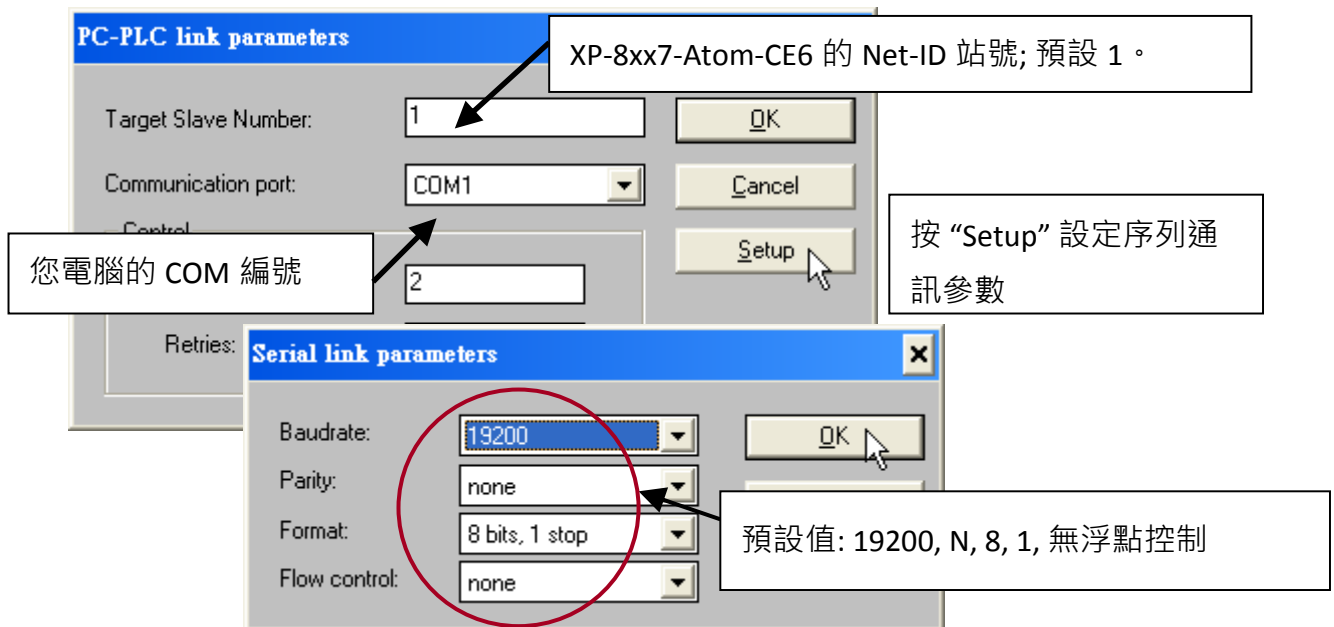 PC-PLC link parameters
XP-8xx7-Atom-CE6 的 Net-ID 站號; 預設 1。
Target Slave Number:
1
OK
Communication port:
COM1
Cancel
Control
Setup
按 “Setup” 設定序列通
訊參數
您電腦的 COM 編號
2
Retries:
Serial link parameters
Baudrate:
19200
OK
Parity:
none
Format:
8 bits, 1 stop
預設值: 19200, N, 8, 1, 無浮點控制
Flow control:
none